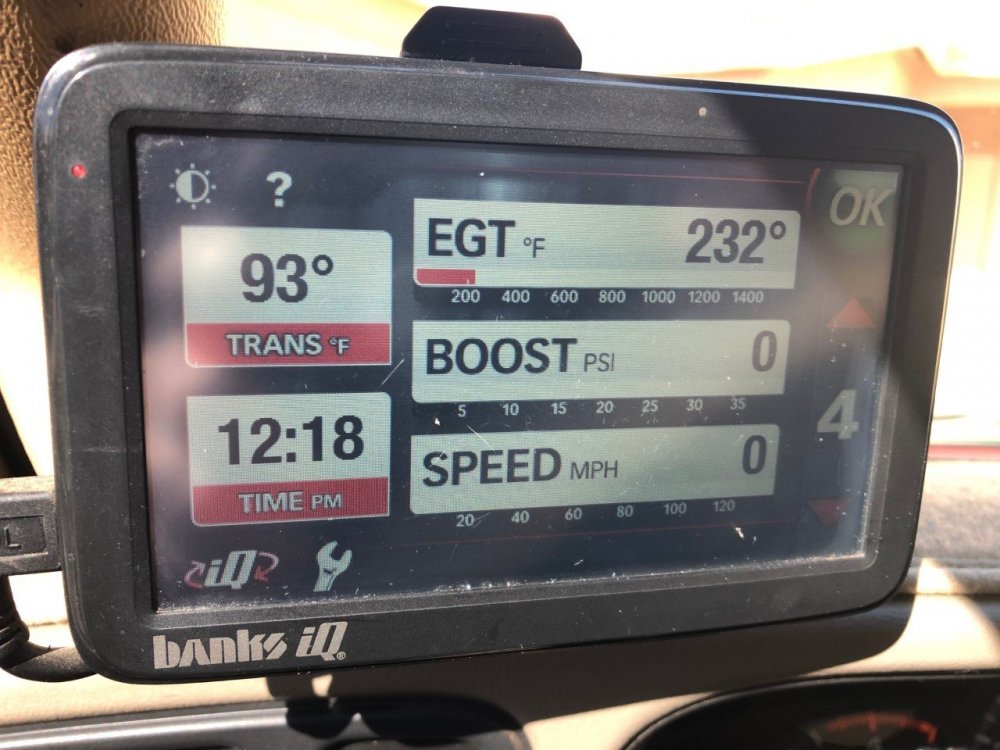 ?
OK
93°
TRANS °F
EGT °F 232°
200 400 600 800 1000 1200 1400
BOOST PSI 0
5 10 15 20 25 30 35
4
12:18
TIME PM
SPEED MPH 0
20 40 60 80 100 120
iQ
banks iQ®
L